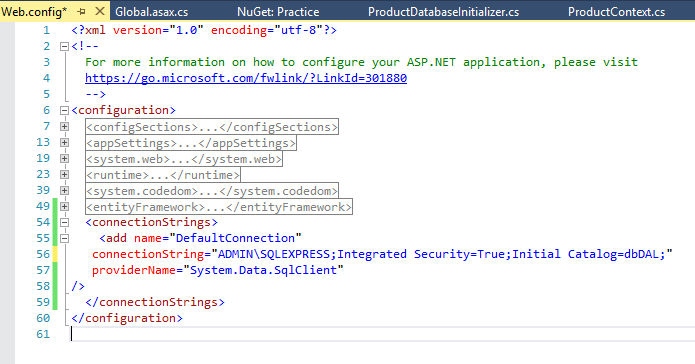 Web.config* Global.asax.cs NuGet: Practice ProductDatabaseInitializer.cs ProductContext.cs
1 <?xml version="1.0" encoding="utf-8"?>
2 <!--
3 For more information on how to configure your ASP.NET application, please visit
4 https://go.microsoft.com/fwlink/?LinkId=301880
5 -->
6 <configuration>
7 <configSections>...</configSections>
13 <appSettings>...</appSettings>
19 <system.web>...</system.web>
23 <runtime>...</runtime>
39 <system.codedom>...</system.codedom>
49 <entityFramework>...</entityFramework>
54 <connectionStrings>
55 <add name="DefaultConnection"
56 connectionString="ADMIN\SQLEXPRESS;Integrated Security=True;Initial Catalog=dbDAL;"
57 providerName="System.Data.SqlClient"
58 />
59 </connectionStrings>
60 </configuration>
61